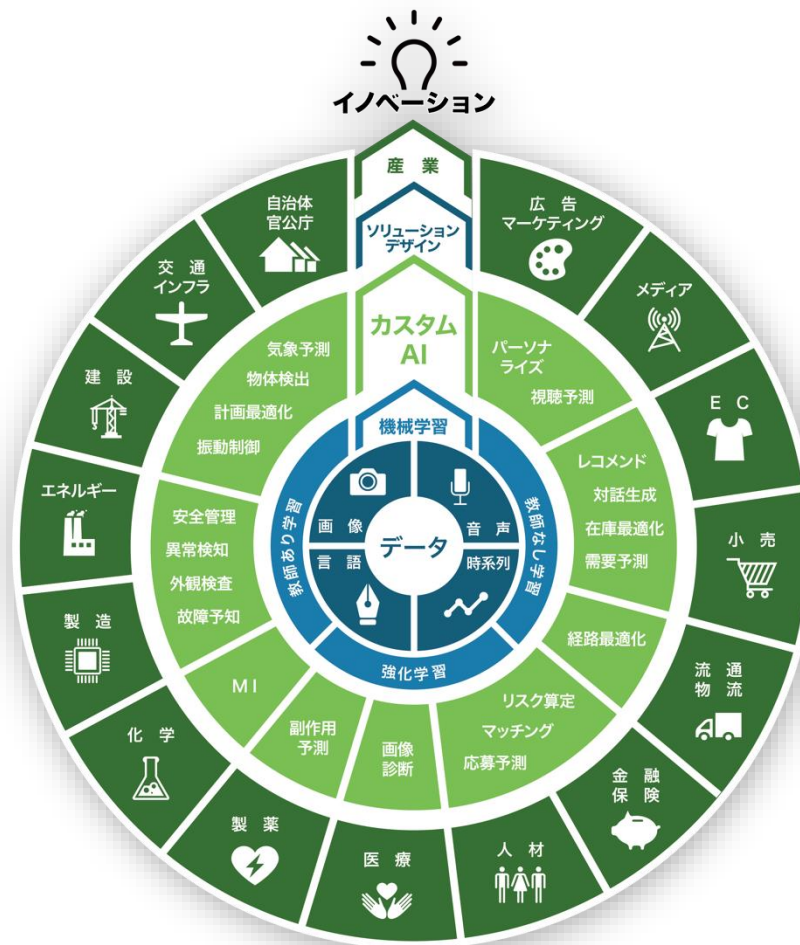 イノベーション
産業
ソリューション
デザイン
カスタム
AI
機械学習
データ
画像
音声
言語
時系列
教師あり学習
教師なし学習
強化学習
パーソナ
ライズ
視聴予測
レコメンド
対話生成
在庫最適化
需要予測
経路最適化
リスク算定
マッチング
応募予測
画像
診断
副作用
予測
MI
安全管理
異常検知
外観検査
故障予知
気象予測
物体検出
計画最適化
振動制御
広告
マーケティング
メディア
EC
小売
流通
物流
金融
保険
人材
医療
製薬
化学
製造
エネルギー
建設
交通
インフラ
自治体
官公庁